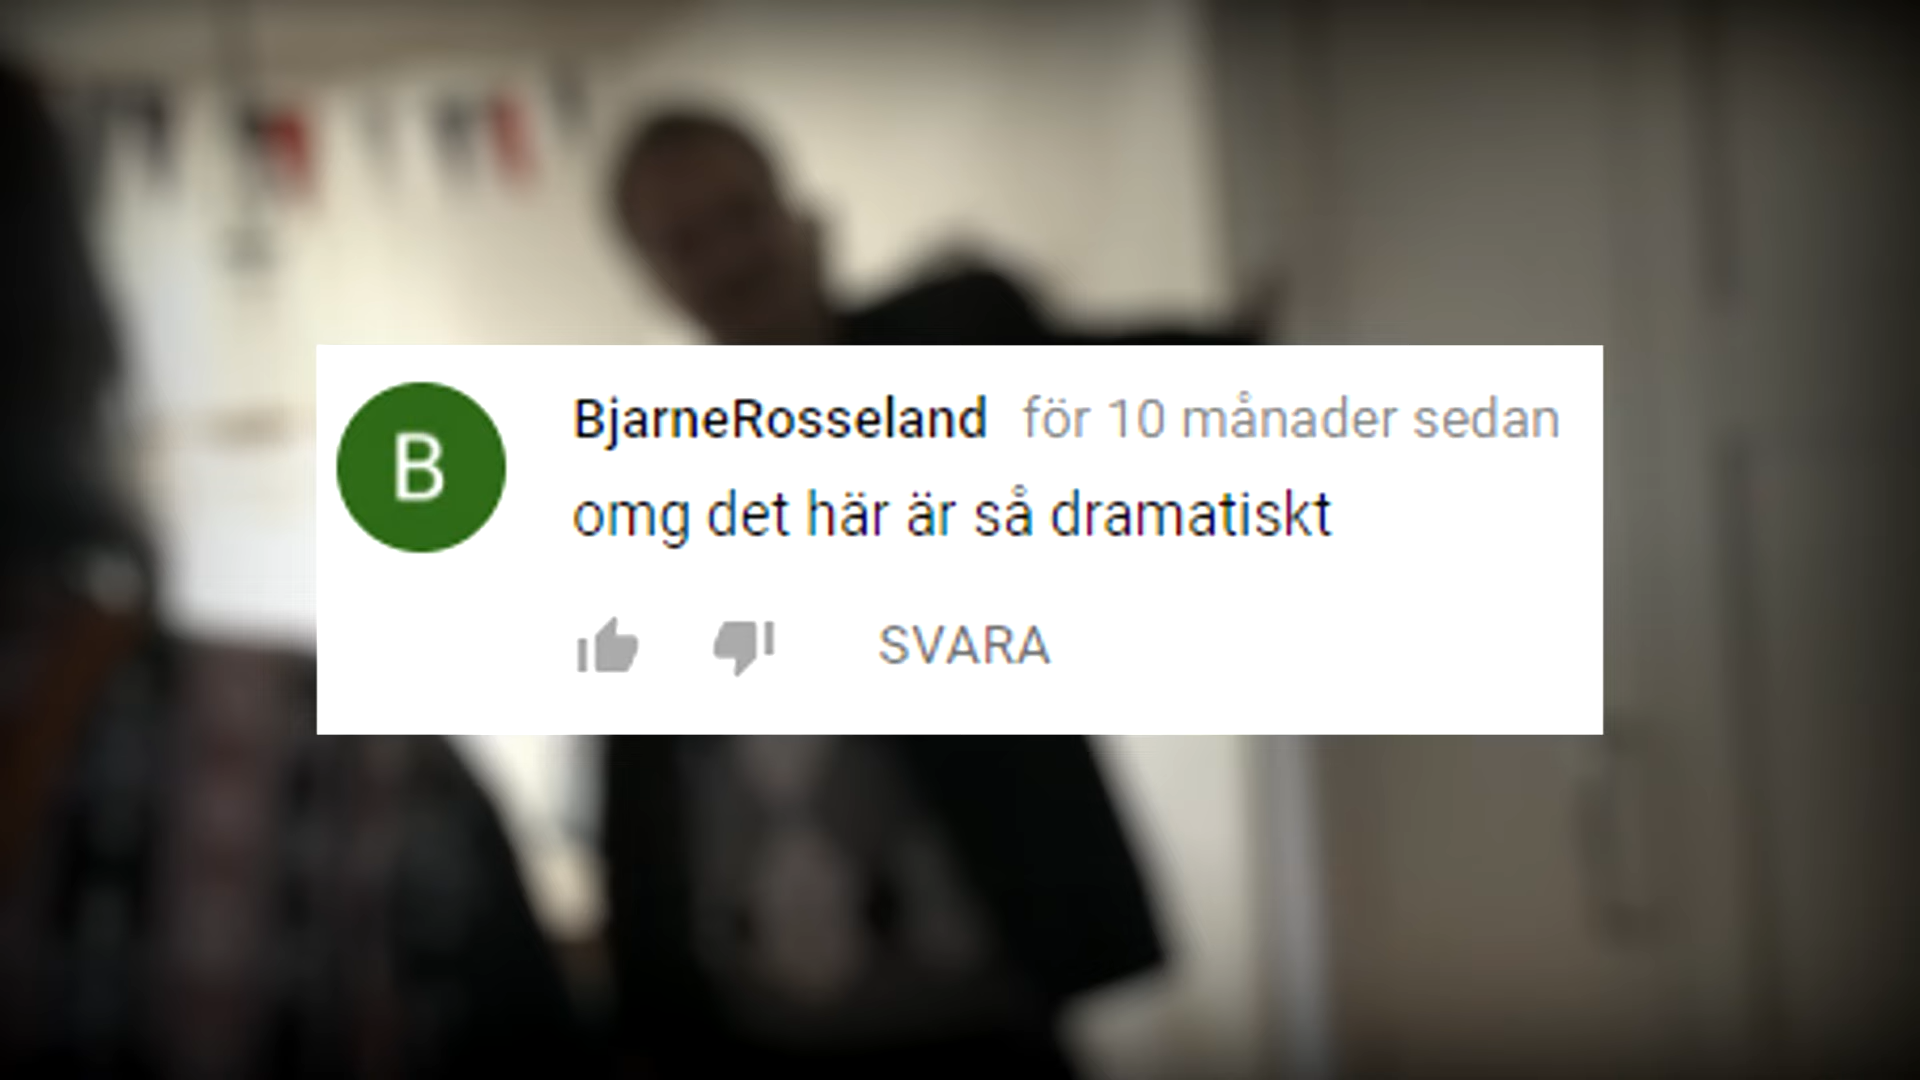 B
BjarneRosseland för 10 månader sedan
omg det här är så dramatiskt
SVARA